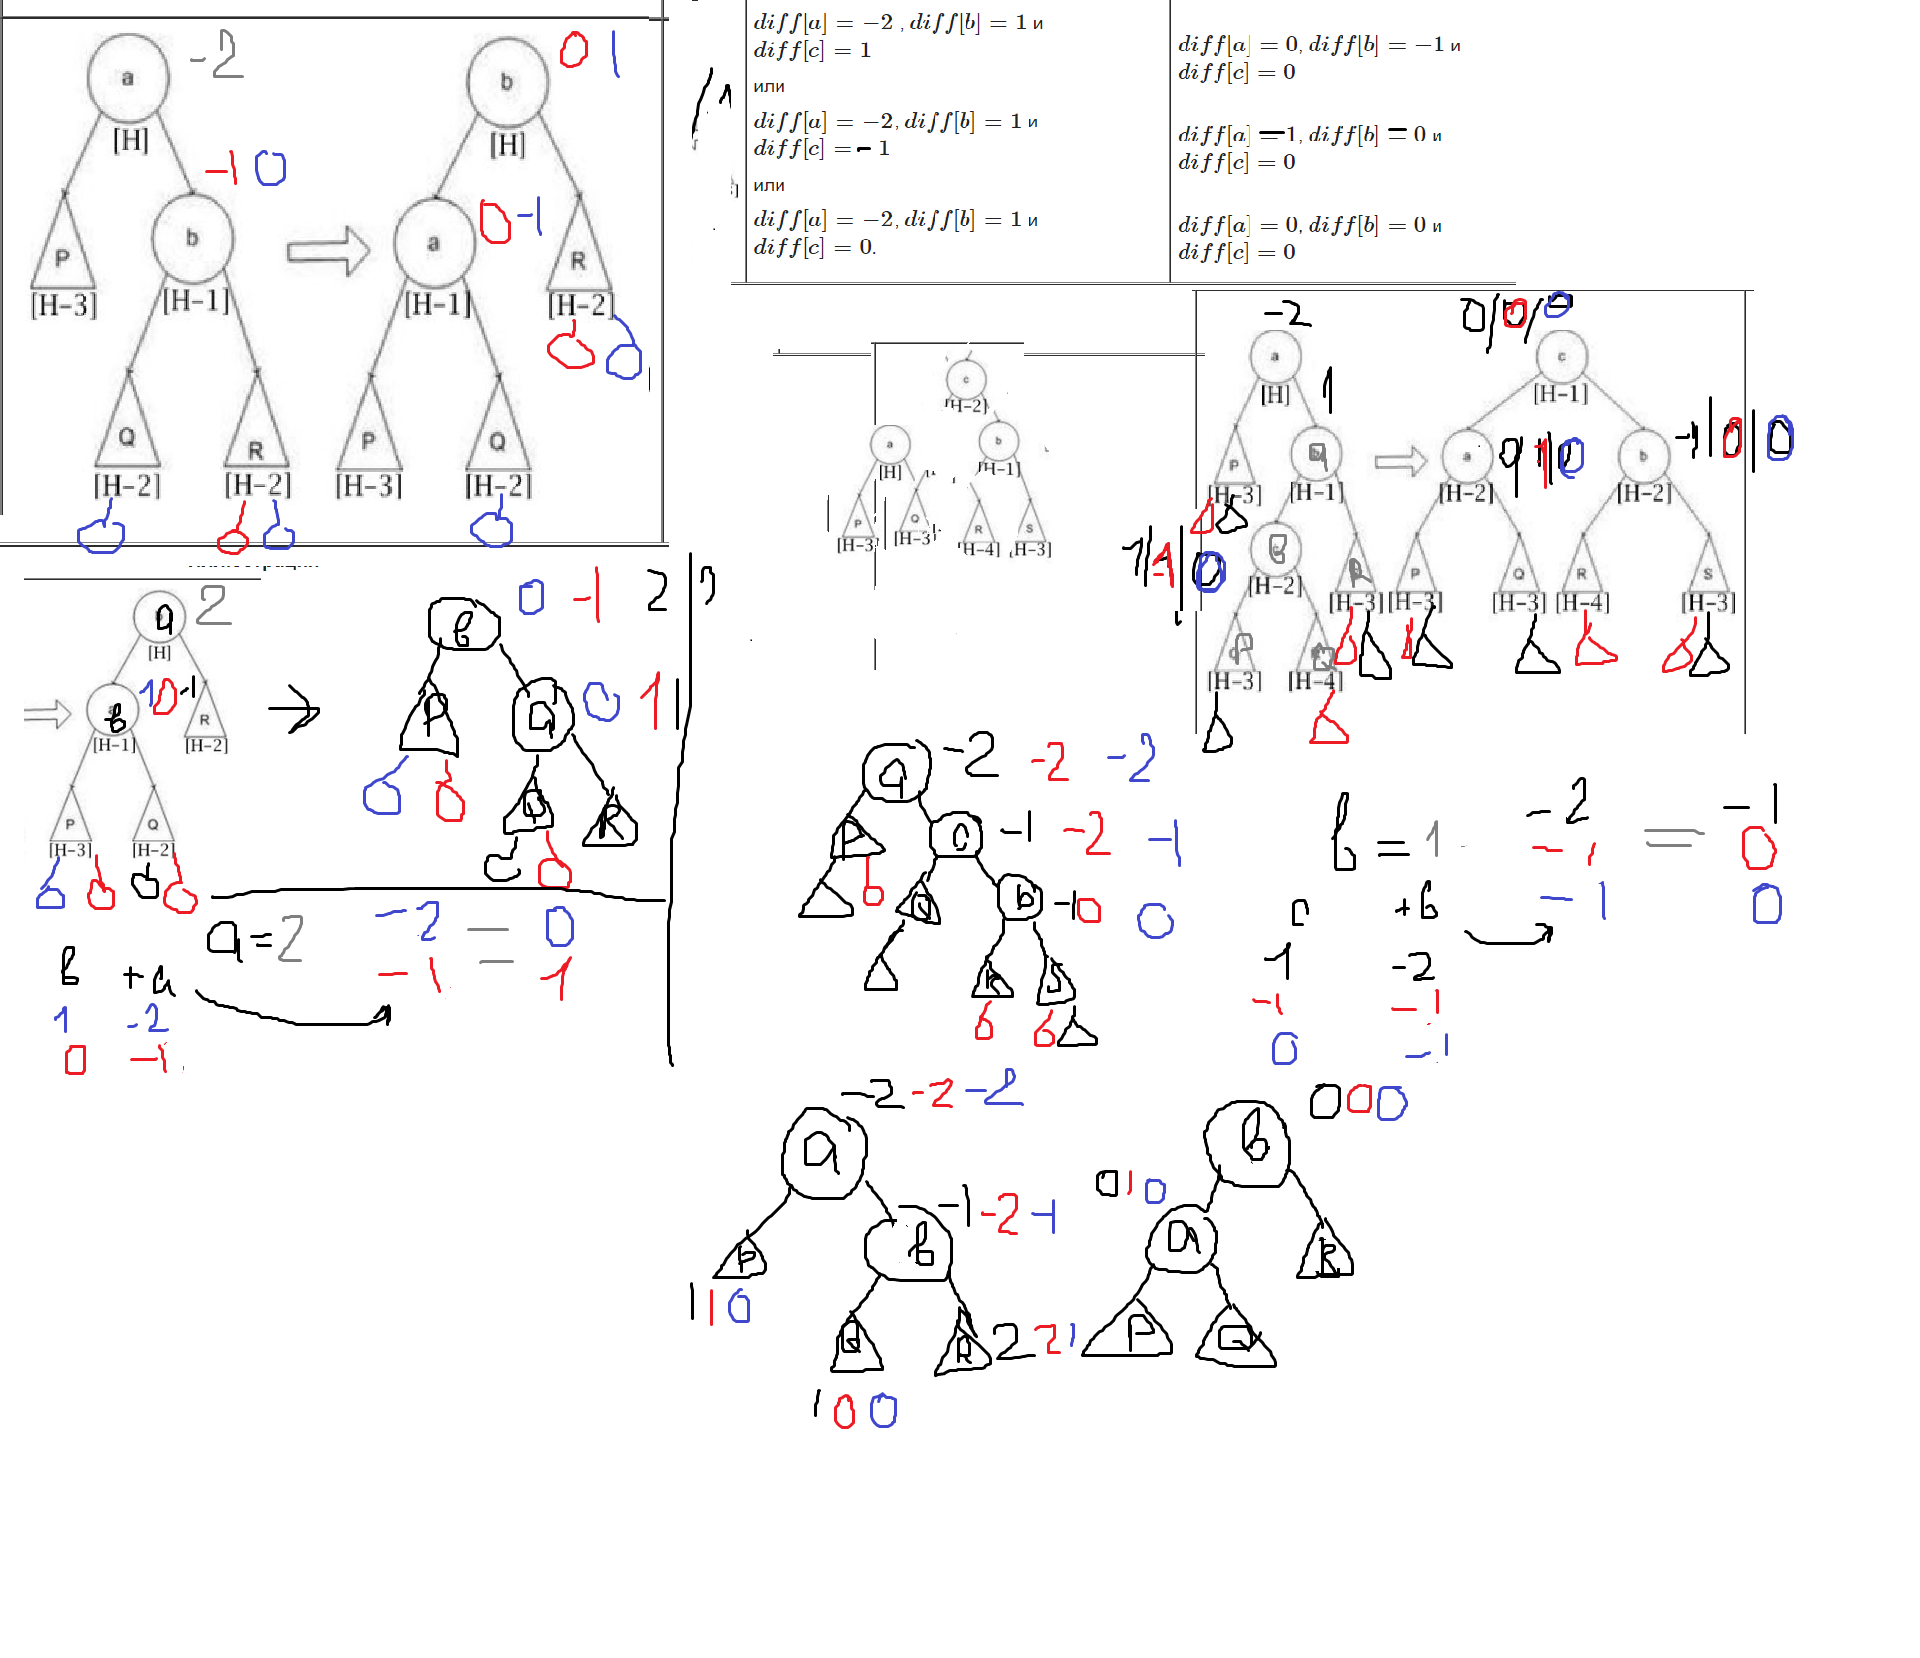 a -2
[H]
-1 0
P
[H-3]
b
[H-1]
Q
[H-2]
R
[H-2]
b 0 1
[H]
a 0 -1
[H-1]
R
[H-2]
P
[H-3]
Q
[H-2]
diff[a] = -2 , diff[b] = 1 и
diff[c] = 1
или
diff[a] = -2, diff[b] = 1 и
diff[c] = - 1
или
diff[a] = -2, diff[b] = 1 и
diff[c] = 0.
diff[a] = 0, diff[b] = -1 и
diff[c] = 0
diff[a] = 1, diff[b] = 0 и
diff[c] = 0
diff[a] = 0, diff[b] = 0 и
diff[c] = 0
c
[H-2]
a
[H]
b
[H-1]
P
[H-3]
Q
[H-3]
R
[H-4]
S
[H-3]
-2
a
[H]
1
P
[H-3]
[H-1]
1|-1|0
[H-2]
[H-3]
[H-3]
[H-4]
0/0/0
c
[H-1]
a 0|1|0
[H-2]
b -1|0|0
[H-2]
P
[H-3]
Q
[H-3]
R
[H-4]
S
[H-3]
a 2
[H]
в 1 0 -1
[H-1]
R
[H-2]
P
[H-3]
Q
[H-2]
0 -1 2
в
P
a 0 1
Q
R
a=2 -2 = 0
-1 = 1
в +a
1 -2
0 -1
a -2 -2 -2
P
c -1 -2 -1
Q
b -1 0 0
R
S
в = 1 -2 = -1
-1 0
-1 0
c +в
1 -2
-1 -1
0 -1
-2 -2 -2
a
P
1 1 0
в -1 -2 -1
Q
1 0 0
R 2 2 1
0 0 0
в
0 1 0
a
R
P
Q